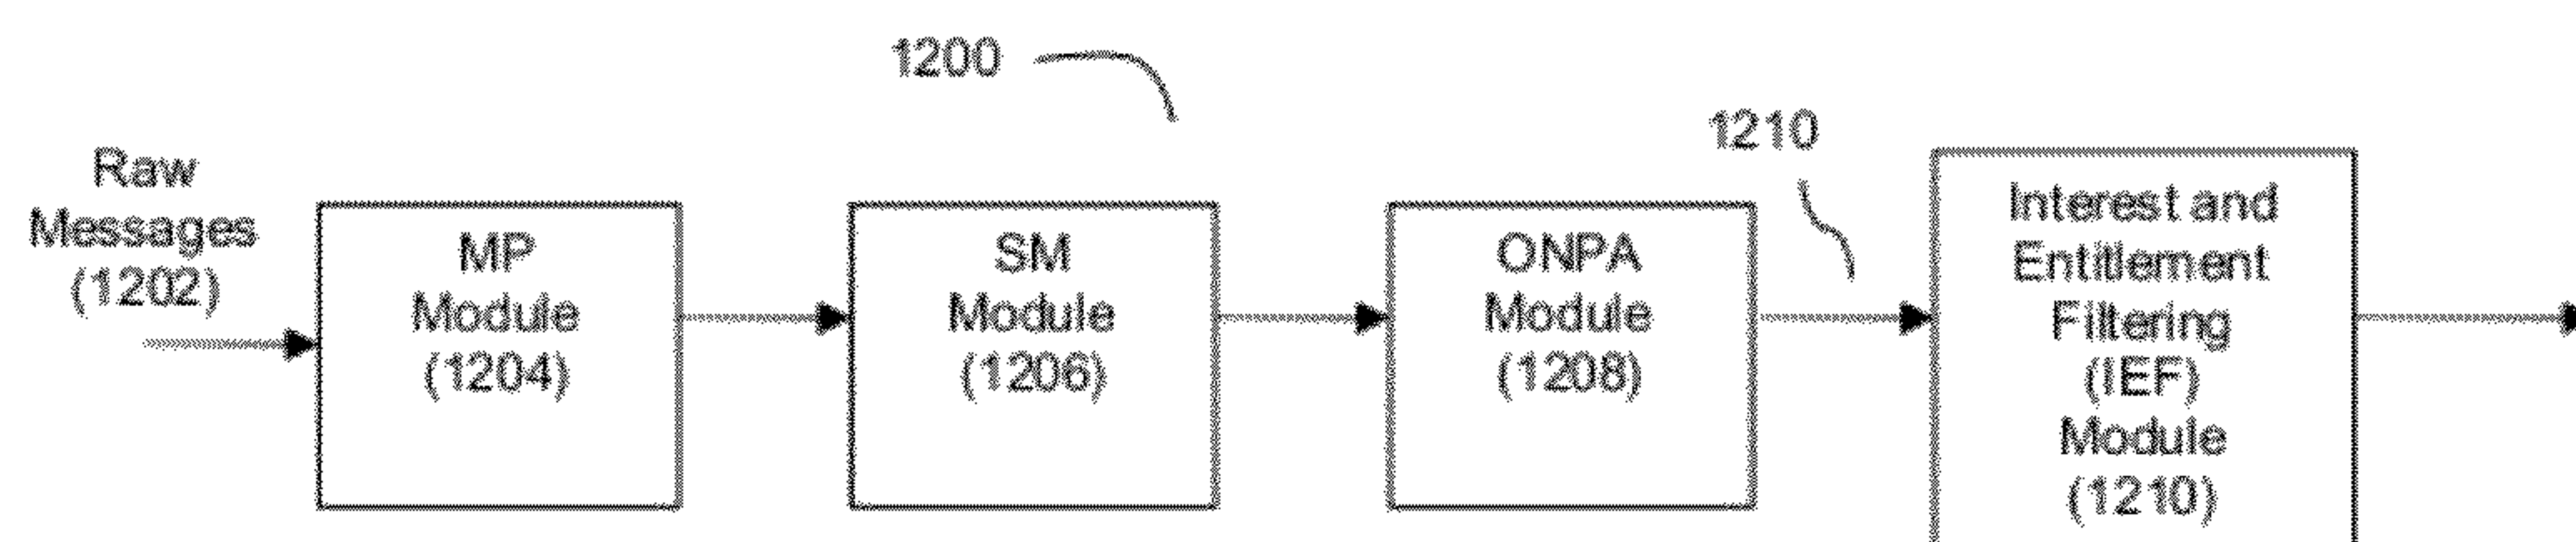 1200
1210
Raw
Messages
(1202)
MP
Module
(1204)
SM
Module
(1206)
ONPA
Module
(1208)
Interest and
Entitlement
Filtering
(IEF)
Module
(1210)